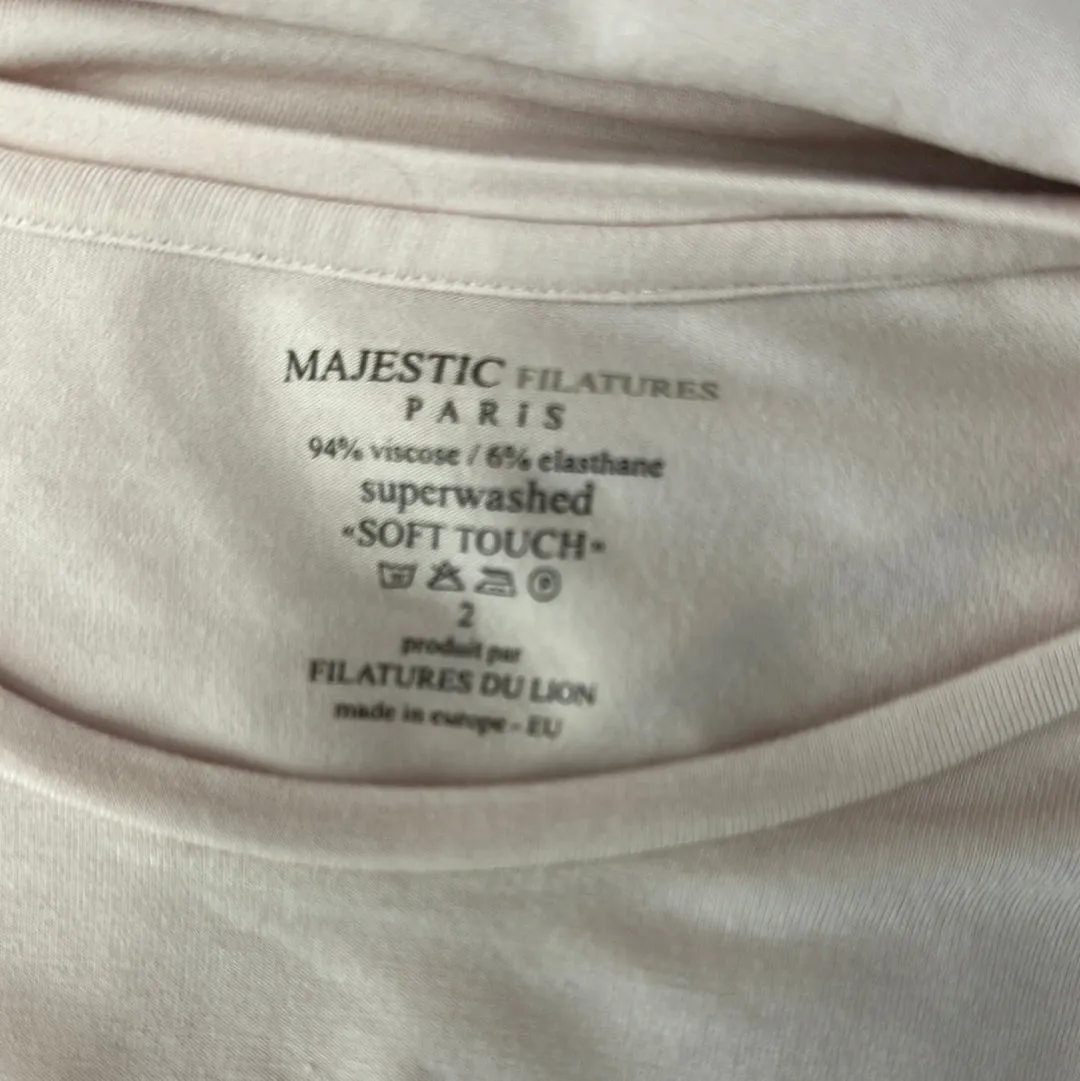 MAJESTIC FILATURES
PARIS
94% viscose / 6% elasthane
superwashed
«SOFT TOUCH»
P
2
produit par
FILATURES DU LION
made in europe - EU